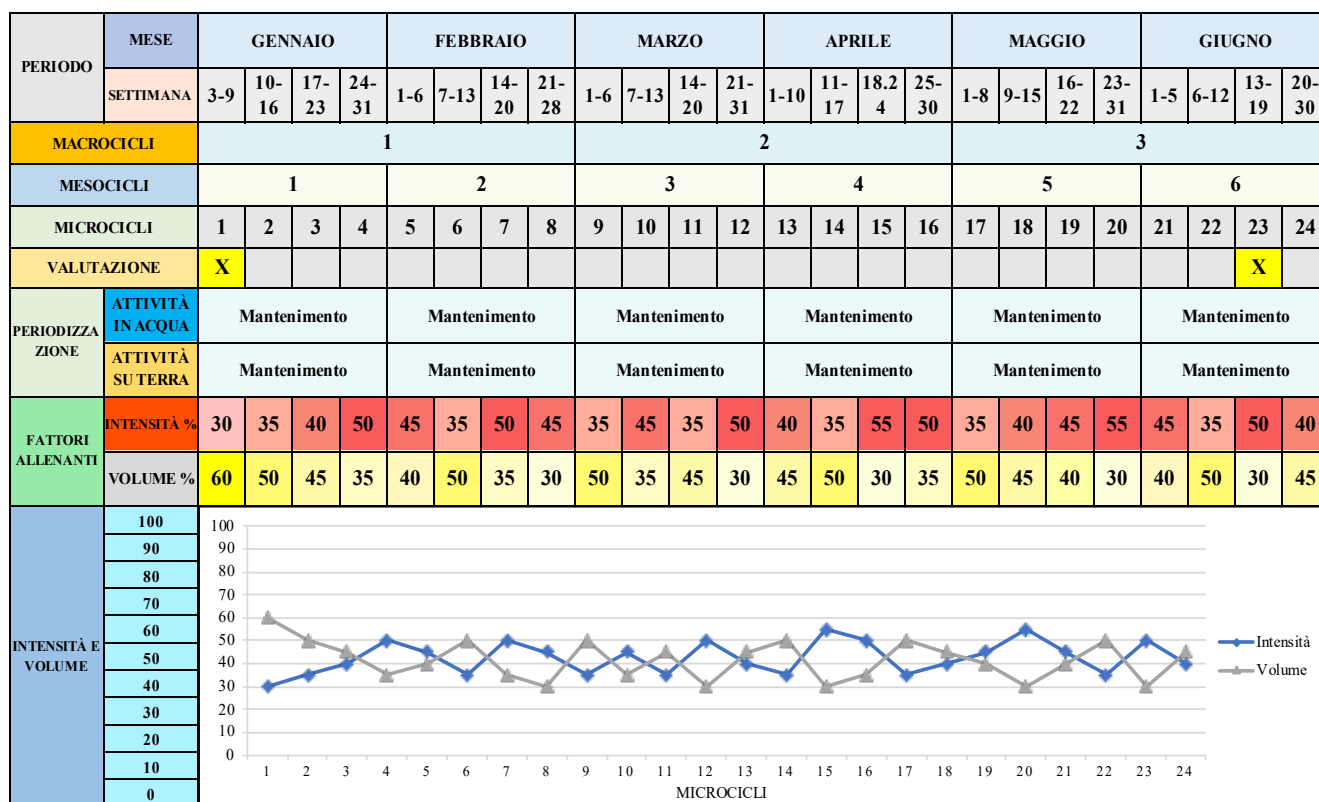 PERIODO MESE GENNAIO FEBBRAIO MARZO APRILE MAGGIO GIUGNO
SETTIMANA 3-9 10-16 17-23 24-31 1-6 7-13 14-20 21-28 1-6 7-13 14-20 21-31 1-10 11-17 18.24 25-30 1-8 9-15 16-22 23-31 1-5 6-12 13-19 20-30
MACROCICLI 1 2 3
MESOCICLI 1 2 3 4 5 6
MICROCICLI 1 2 3 4 5 6 7 8 9 10 11 12 13 14 15 16 17 18 19 20 21 22 23 24
VALUTAZIONE X X
PERIODIZZA
ZIONE
ATTIVITÀ
IN ACQUA
Mantenimento Mantenimento Mantenimento Mantenimento Mantenimento Mantenimento
ATTIVITÀ
SU TERRA
Mantenimento Mantenimento Mantenimento Mantenimento Mantenimento Mantenimento
FATTORI
ALLENANTI
INTENSITÀ % 30 35 40 50 45 35 50 45 35 45 35 50 40 35 55 50 35 40 45 55 45 35 50 40
VOLUME % 60 50 45 35 40 50 35 30 50 35 45 30 45 50 30 35 50 45 40 30 40 50 30 45
INTENSITÀ E
VOLUME
100
90
80
70
60
50
40
30
20
10
0
100
90
80
70
60
50
40
30
20
10
0
1 2 3 4 5 6 7 8 9 10 11 12 13 14 15 16 17 18 19 20 21 22 23 24
MICROCICLI
Intensità
Volume